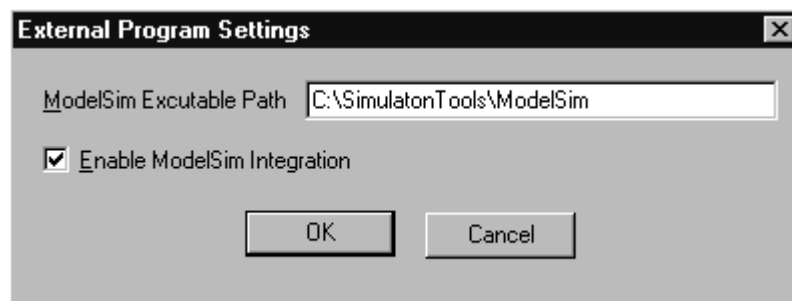 External Program Settings
ModelSim Excutable Path C:\SimulatonTools\ModelSim
Enable ModelSim Integration
OK Cancel